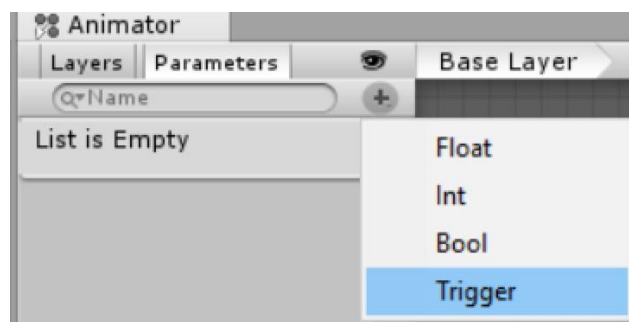 Animator
Layers Parameters Base Layer
Name
List is Empty
Float
Int
Bool
Trigger